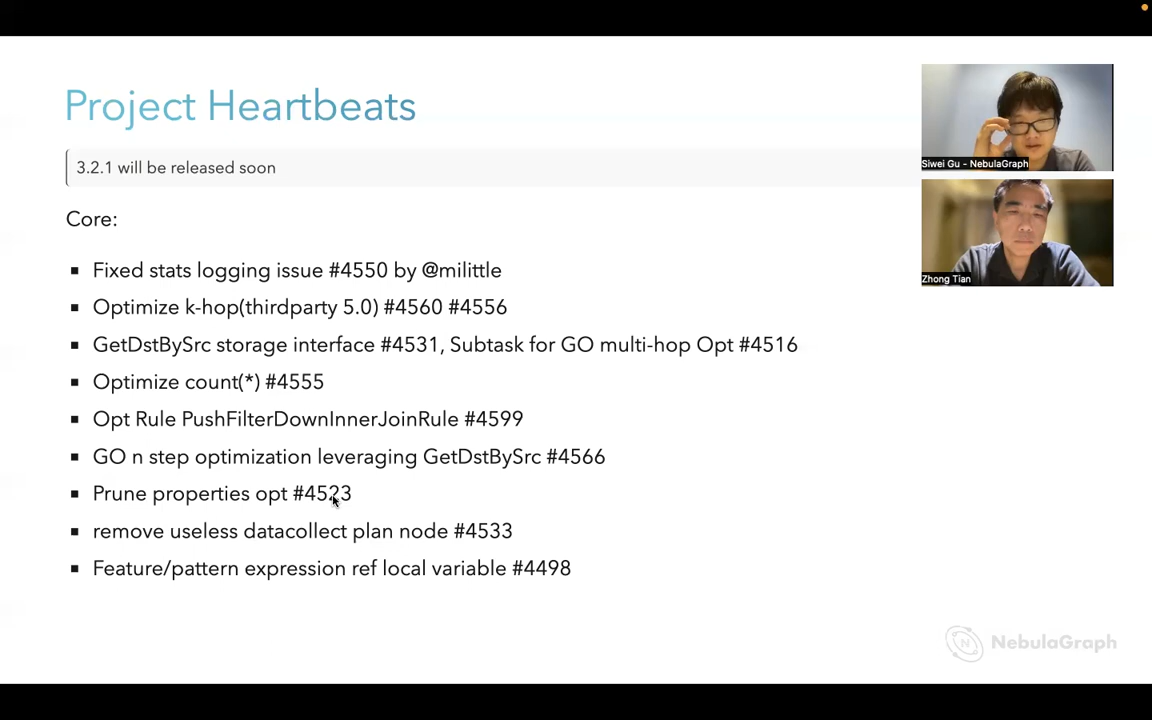 Project Heartbeats
3.2.1 will be released soon
Core:
Fixed stats logging issue #4550 by @milittle
Optimize k-hop(thirdparty 5.0) #4560 #4556
GetDstBySrc storage interface #4531, Subtask for GO multi-hop Opt #4516
Optimize count(*) #4555
Opt Rule PushFilterDownInnerJoinRule #4599
GO n step optimization leveraging GetDstBySrc #4566
Prune properties opt #4523
remove useless datacollect plan node #4533
Feature/pattern expression ref local variable #4498
Siwei Gu - NebulaGraph
Zhong Tian
NebulaGraph